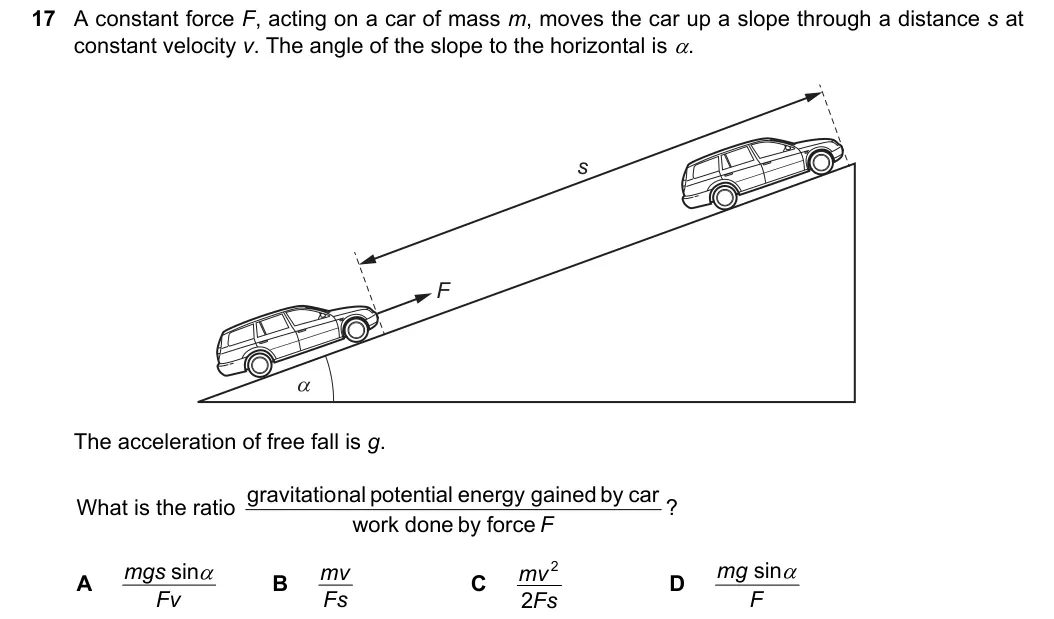 17 A constant force F, acting on a car of mass m, moves the car up a slope through a distance s at
constant velocity v. The angle of the slope to the horizontal is α.
s
F
α
The acceleration of free fall is g.
What is the ratio gravitational potential energy gained by car / work done by force F ?
A mgs sinα / Fv B mv / Fs C mv² / 2Fs D mg sinα / F